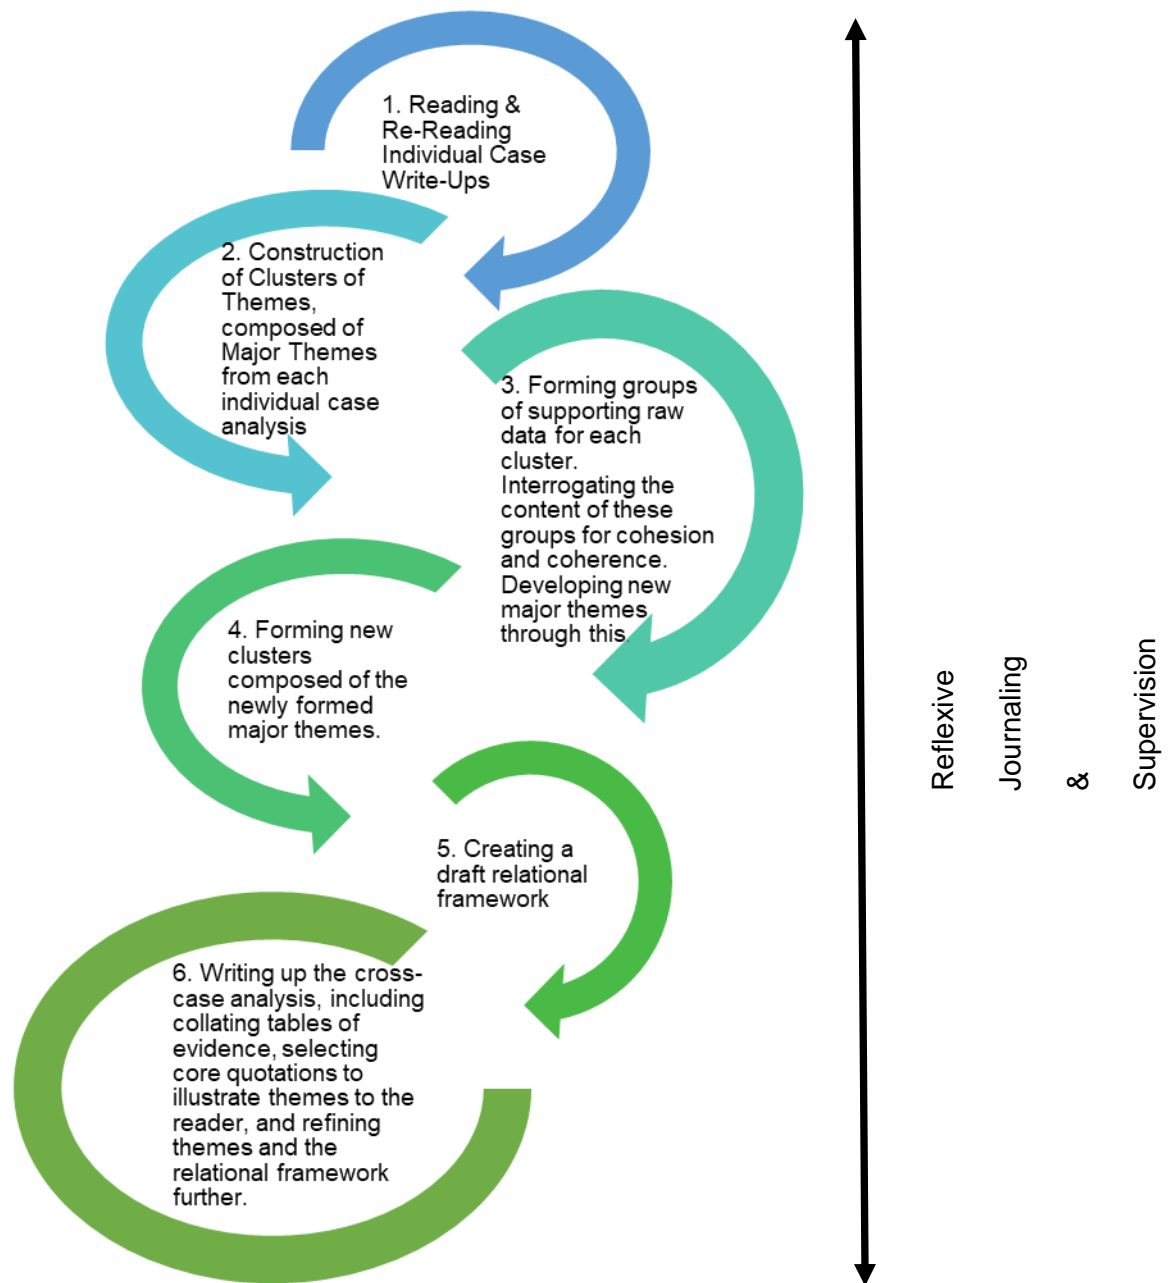 1. Reading &
Re-Reading
Individual Case
Write-Ups
2. Construction
of Clusters of
Themes,
composed of
Major Themes
from each
individual case
analysis
3. Forming groups
of supporting raw
data for each
cluster.
Interrogating the
content of these
groups for cohesion
and coherence.
Developing new
major themes
through this.
4. Forming new
clusters
composed of the
newly formed
major themes.
5. Creating a
draft relational
framework
6. Writing up the cross-
case analysis, including
collating tables of
evidence, selecting
core quotations to
illustrate themes to the
reader, and refining
themes and the
relational framework
further.
Reflexive
Journaling
&
Supervision